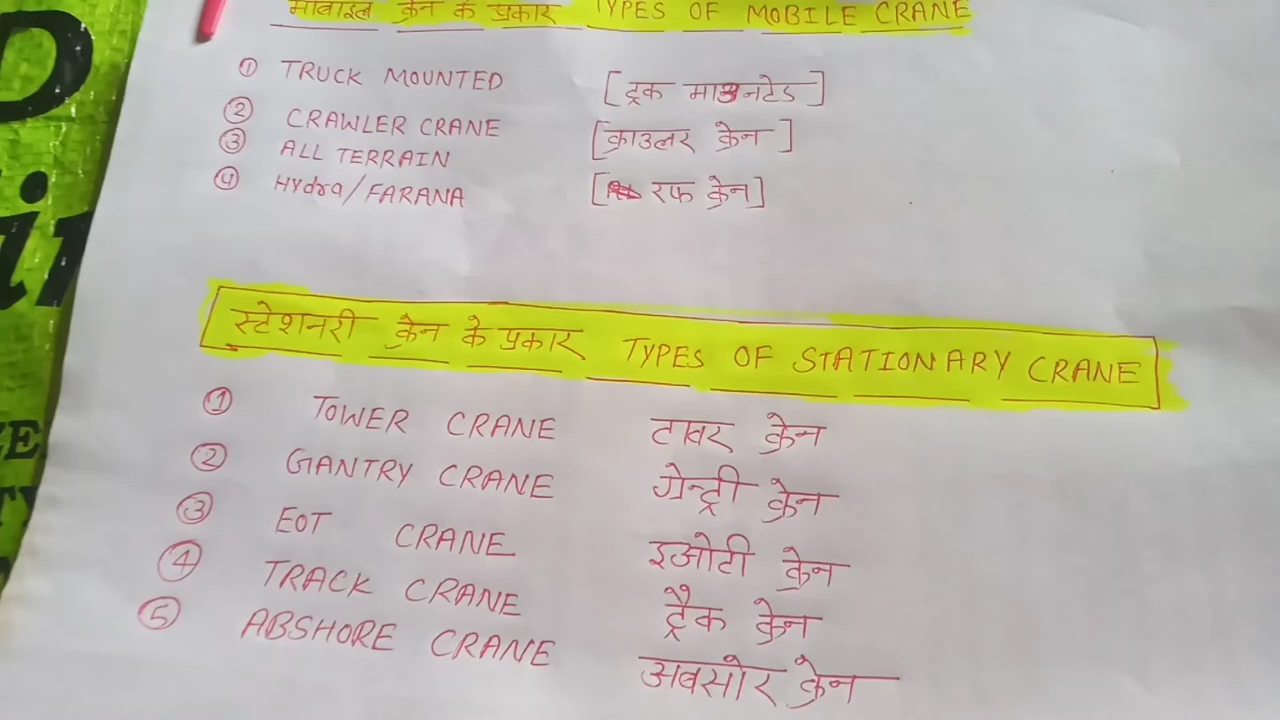 मोबाइल क्रेन के प्रकार TYPES OF MOBILE CRANE
① TRUCK MOUNTED [ट्रक माउनटेड]
② CRAWLER CRANE [क्राउलर क्रेन]
③ ALL TERRAIN
④ Hydra/FARANA [रफ क्रेन]
स्टेशनरी क्रेन के प्रकार TYPES OF STATIONARY CRANE
① TOWER CRANE टावर क्रेन
② GANTRY CRANE ग्रेन्ट्री क्रेन
③ EOT CRANE इओटी क्रेन
④ TRACK CRANE ट्रैक क्रेन
⑤ ABSHORE CRANE अबसोर क्रेन